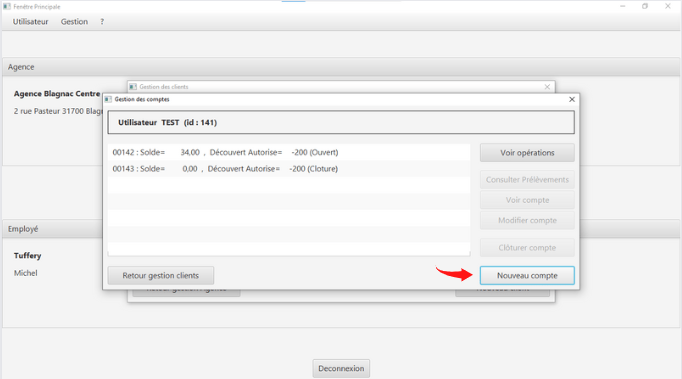 Fenêtre Principale
Utilisateur Gestion ?
Agence
Agence Blagnac Centre
2 rue Pasteur 31700
Gestion des clients
Gestion des comptes
Utilisateur TEST (id : 141)
00142 : Solde= 34,00 , Découvert Autorise= -200 (Ouvert)
00143 : Solde= 0,00 , Découvert Autorise= -200 (Cloture)
Voir opérations
Consulter Prélèvements
Voir compte
Modifier compte
Clôturer compte
Retour gestion clients
Nouveau compte
Employé
Tuffery
Michel
Deconnexion